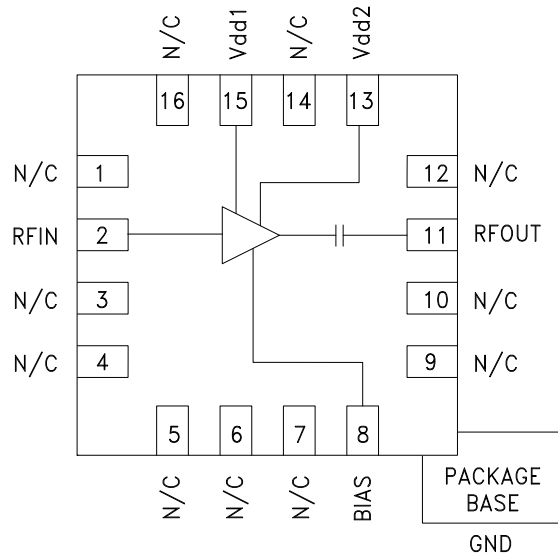 N/C
Vdd1
N/C
Vdd2
16
15
14
13
N/C 1
12 N/C
RFIN 2
11 RFOUT
N/C 3
10 N/C
N/C 4
9 N/C
5
6
7
8
N/C
N/C
N/C
BIAS
PACKAGE
BASE
GND